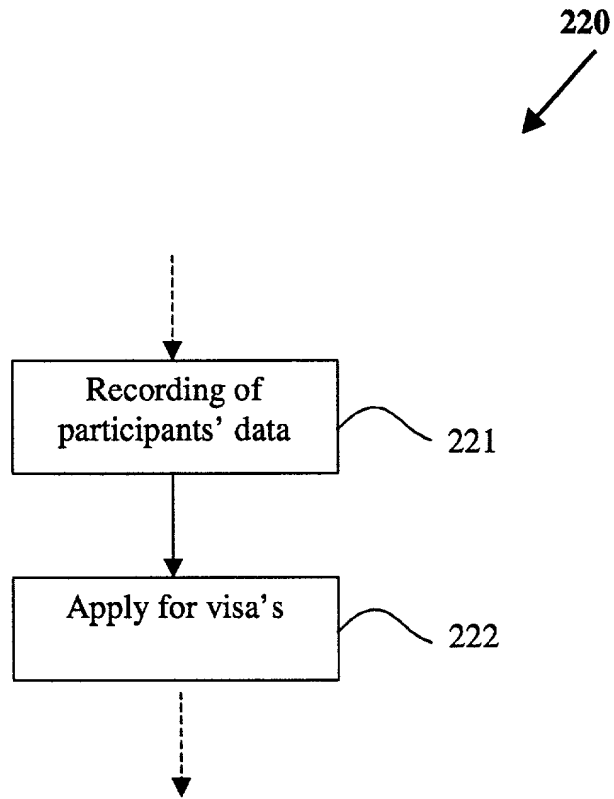 220
Recording of
participants' data
221
Apply for visa's
222